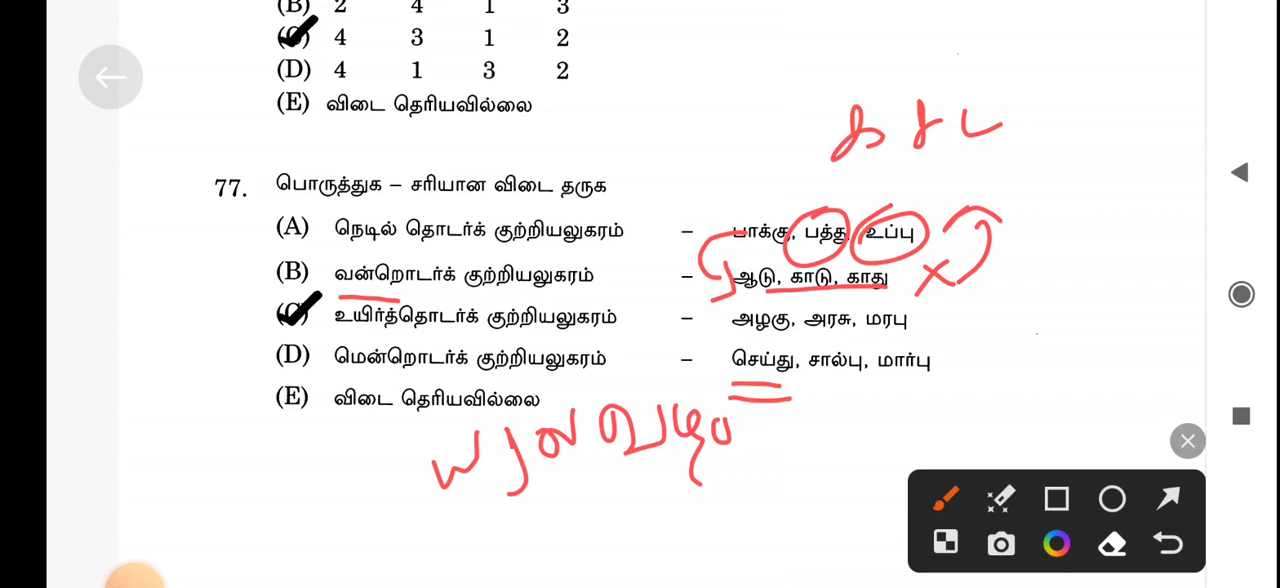 (B) 2 4 1 3
(C) 4 3 1 2
(D) 4 1 3 2
(E) விடை தெரியவில்லை
க ச ட
77. பொருத்துக – சரியான விடை தருக
(A) நெடில் தொடர்க் குற்றியலுகரம் – பாக்கு, பத்து, உப்பு
(B) வன்றொடர்க் குற்றியலுகரம் – ஆடு, காடு, காது
(C) உயிர்த்தொடர்க் குற்றியலுகரம் – அழகு, அரசு, மரபு
(D) மென்றொடர்க் குற்றியலுகரம் – செய்து, சால்பு, மார்பு
(E) விடை தெரியவில்லை
ய ர ல வ ழ ள